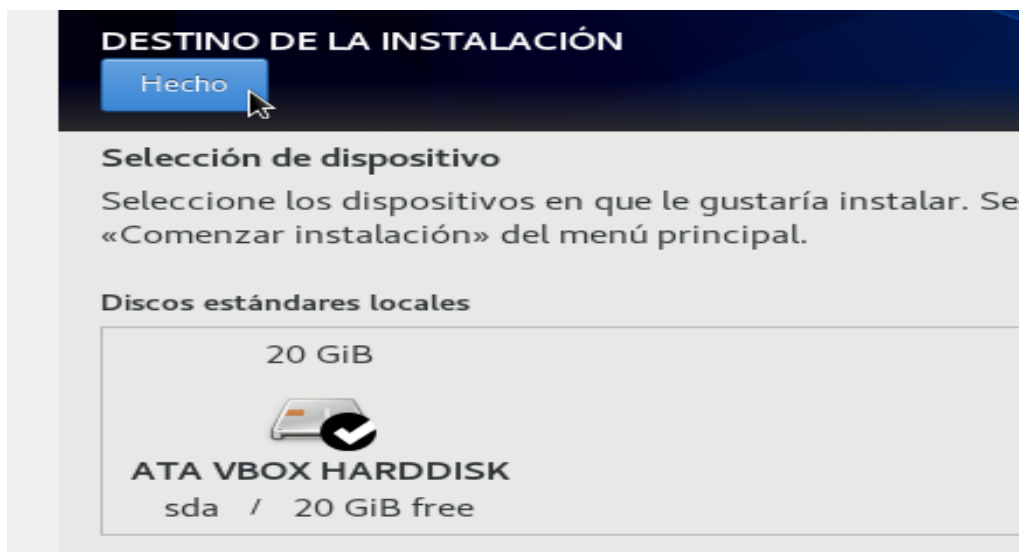 DESTINO DE LA INSTALACIÓN
Hecho
Selección de dispositivo
Seleccione los dispositivos en que le gustaría instalar. Se
«Comenzar instalación» del menú principal.
Discos estándares locales
20 GiB
ATA VBOX HARDDISK
sda / 20 GiB free